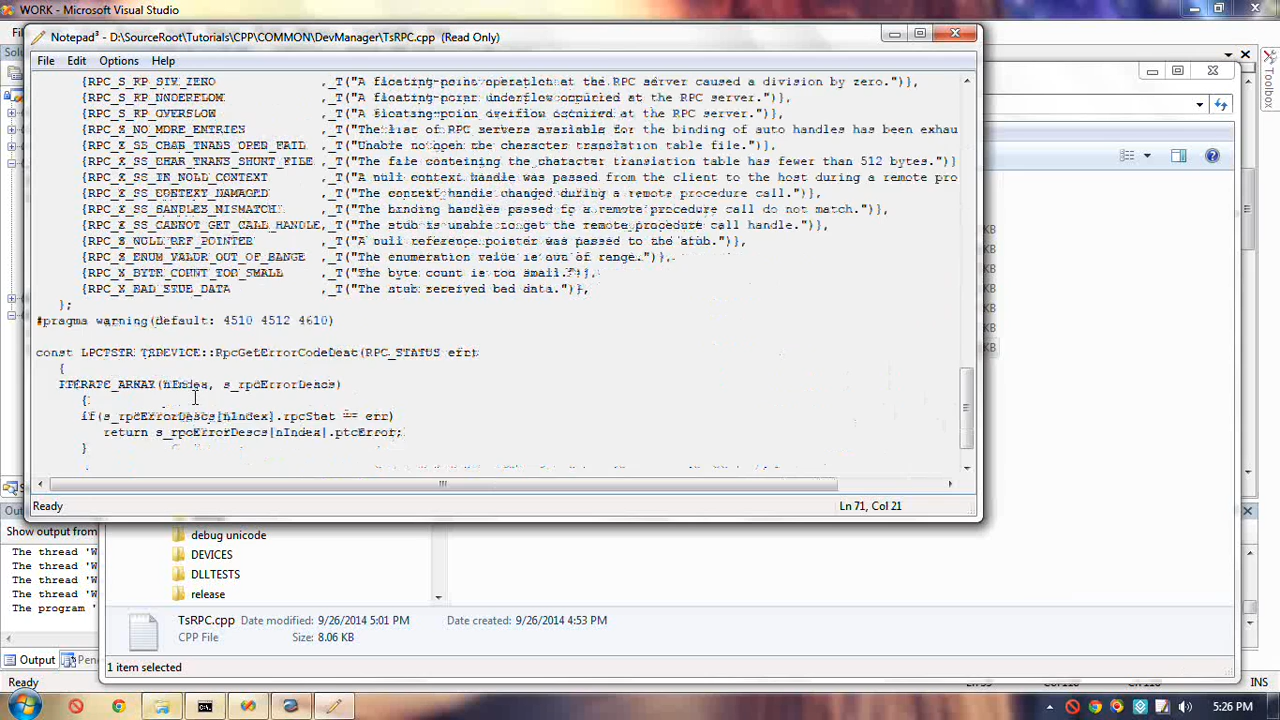 WORK - Microsoft Visual Studio
Notepad³ - D:\SourceRoot\Tutorials\CPP\COMMON\DevManager\TsRPC.cpp (Read Only)
File Edit Options Help
,_T("A floating-point operation at the RPC server caused a division by zero.")},
,_T("A floating-point underflow occurred at the RPC server.")},
,_T("A floating-point overflow occurred at the RPC server.")},
{RPC_X_NO_MORE_ENTRIES ,_T("The list of RPC servers available for the binding of auto handles has been exhau
{RPC_X_SS_CHAR_TRANS_OPEN_FAIL ,_T("Unable to open the character translation table file.")},
{RPC_X_SS_CHAR_TRANS_SHORT_FILE ,_T("The file containing the character translation table has fewer than 512 bytes.")}
,_T("A null context handle was passed from the client to the host during a remote pro
{RPC_X_SS_CONTEXT_DAMAGED ,_T("The context handle changed during a remote procedure call.")},
{RPC_X_SS_HANDLES_MISMATCH ,_T("The binding handles passed to a remote procedure call do not match.")},
{RPC_X_SS_CANNOT_GET_CALL_HANDLE,_T("The stub is unable to get the remote procedure call handle.")},
{RPC_X_NULL_REF_POINTER ,_T("A null reference pointer was passed to the stub.")},
{RPC_X_ENUM_VALUE_OUT_OF_RANGE ,_T("The enumeration value is out of range.")},
{RPC_X_BYTE_COUNT_TOO_SMALL ,_T("The byte count is too small.")},
{RPC_X_BAD_STUB_DATA ,_T("The stub received bad data.")},
};
#pragma warning(default: 4510 4512 4610)
const LPCTSTR TSDEVICE::RpcGetErrorCodeDest(RPC_STATUS err)
{
ITERATE_ARRAY(nIndex, s_rpcErrorDescs)
{
if(s_rpcErrorDescs[nIndex].rpcStat == err)
return s_rpcErrorDescs[nIndex].ptcError;
}
Ready Ln 71, Col 21
Toolbox
KB
KB
KB
KB
KB
KB
KB
Show output from
The thread 'W
The thread 'W
The thread 'W
The thread 'W
The program '
Output
Ready
debug unicode
DEVICES
DLLTESTS
release
TsRPC.cpp Date modified: 9/26/2014 5:01 PM Date created: 9/26/2014 4:53 PM
CPP File Size: 8.06 KB
1 item selected
INS
5:26 PM